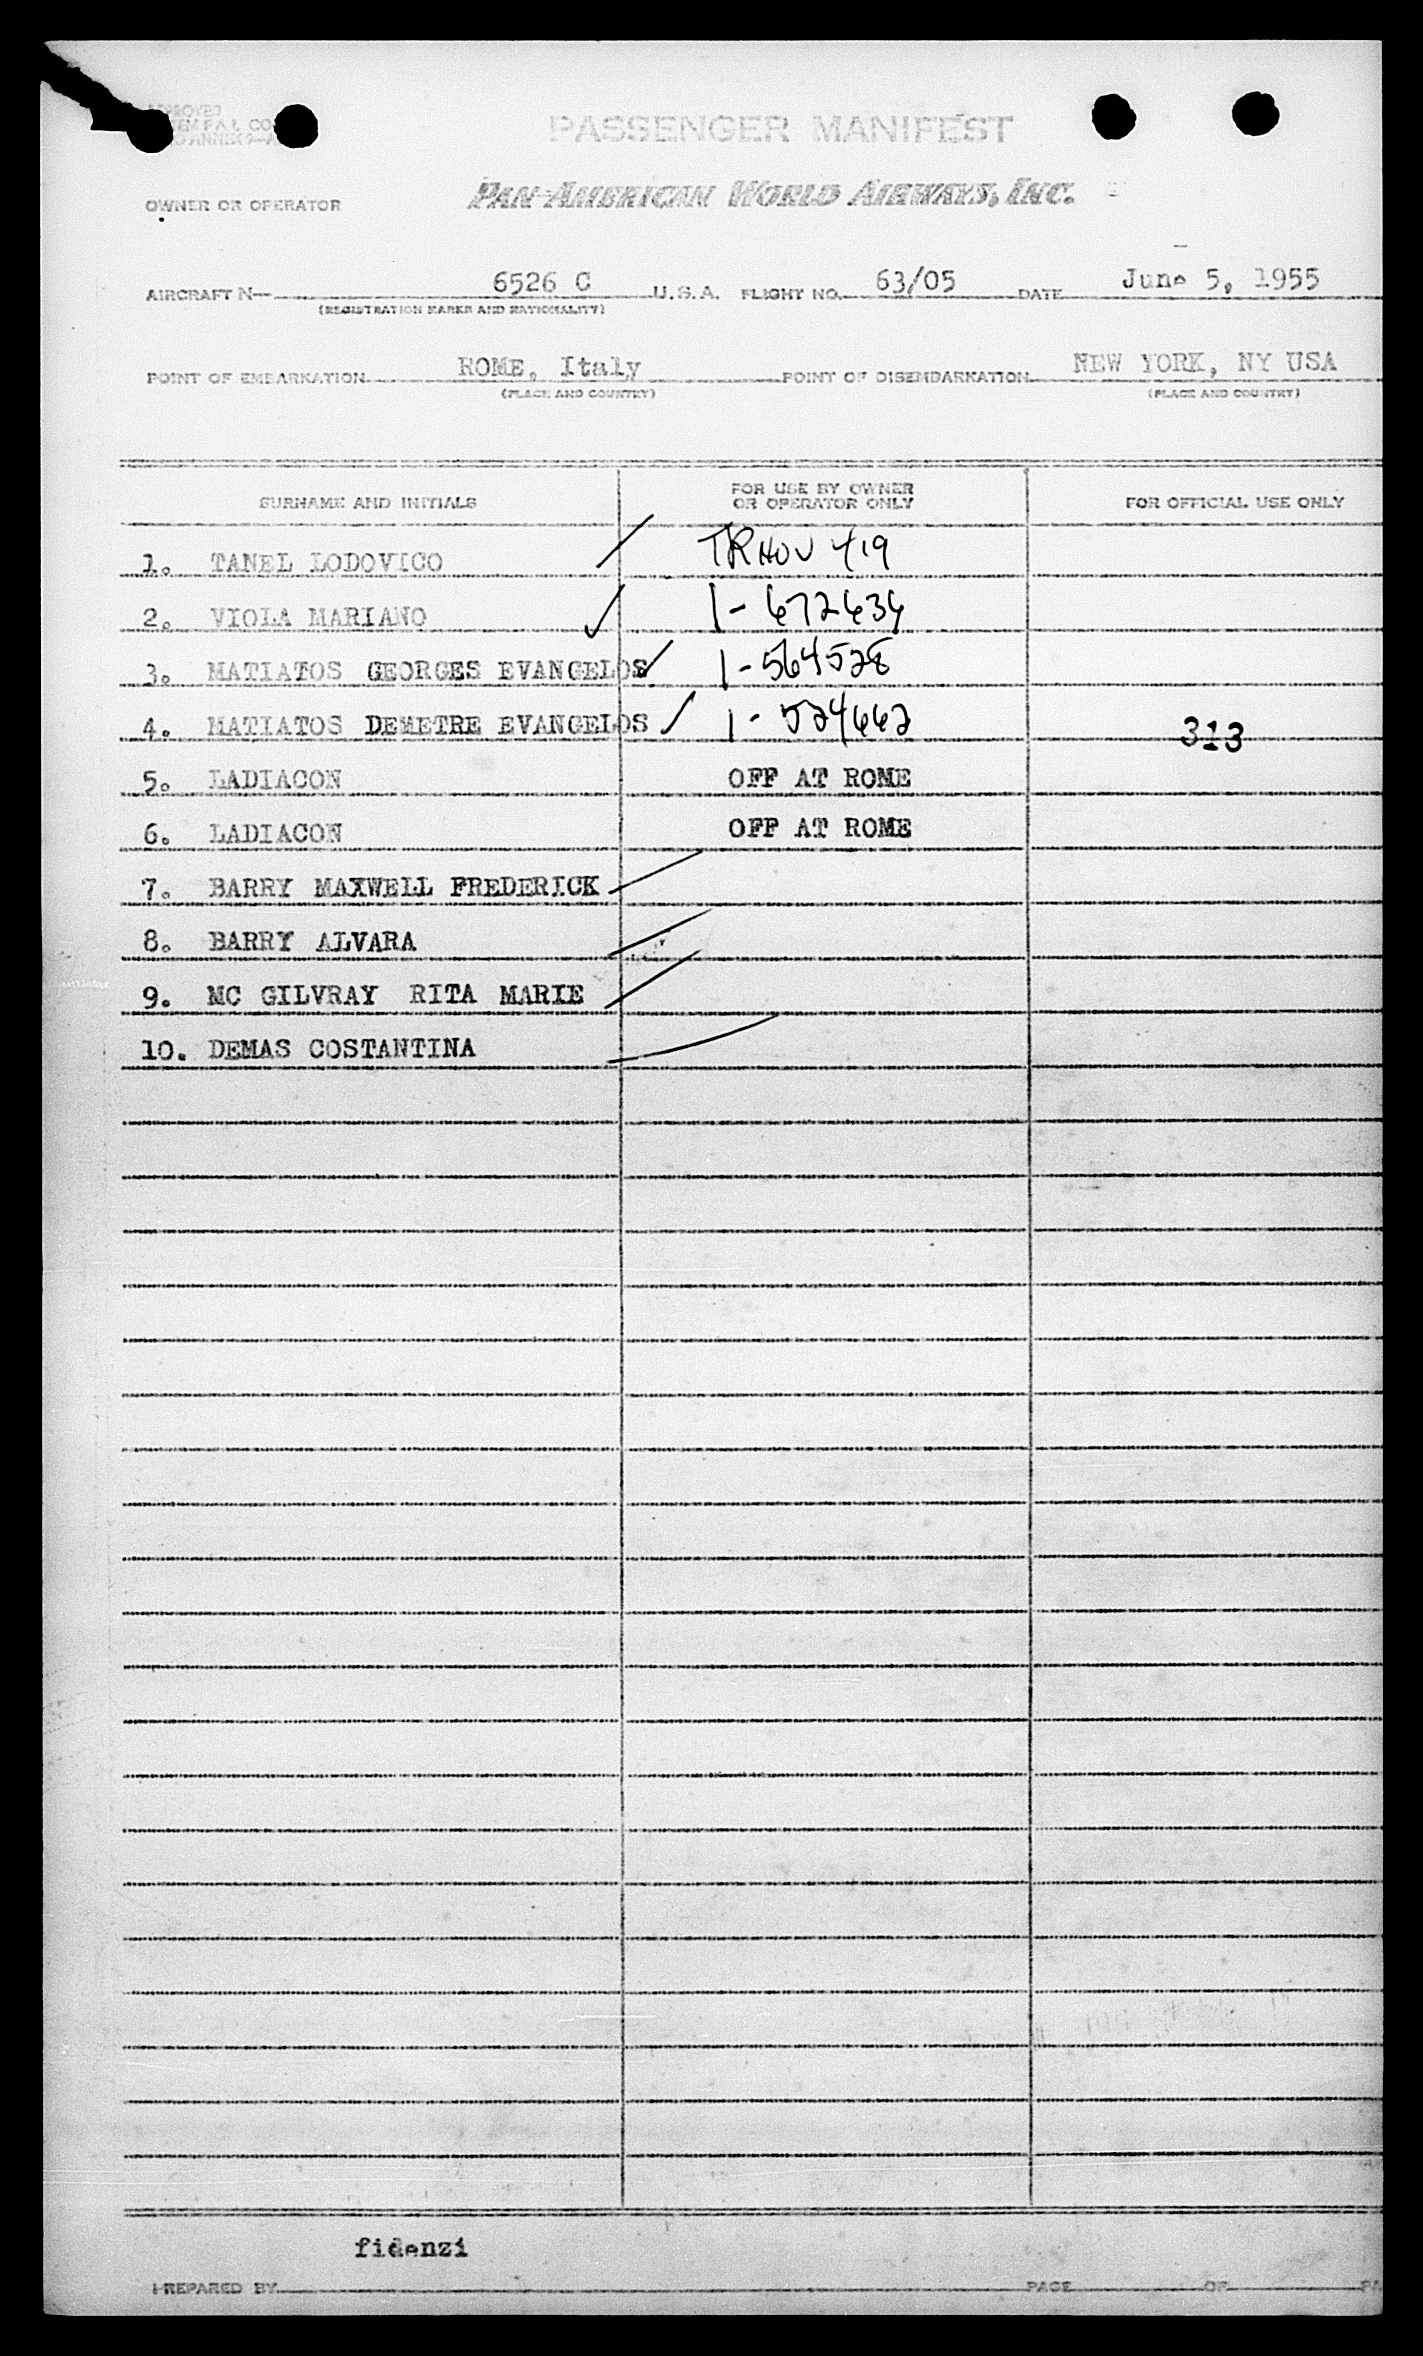 APPROVED
PASSENGER MANIFEST
OWNER OR OPERATOR PAN AMERICAN WORLD AIRWAYS, INC.
AIRCRAFT N— 6526 C U.S.A. FLIGHT NO. 63/05 DATE June 5, 1955
(REGISTRATION MARKS AND NATIONALITY)
POINT OF EMBARKATION ROME, Italy POINT OF DISEMBARKATION NEW YORK, NY USA
(PLACE AND COUNTRY) (PLACE AND COUNTRY)
SURNAME AND INITIALS FOR USE BY OWNER OR OPERATOR ONLY FOR OFFICIAL USE ONLY
1. TANEL LODOVICO 419
2. VIOLA MARIANO 1-672634
3. MATIATOS GEORGES EVANGELOS 1-564528
4. MATIATOS DEMETRE EVANGELOS 1-524662 313
5. LADIACON OFF AT ROME
6. LADIACON OFF AT ROME
7. BARRY MAXWELL FREDERICK
8. BARRY ALVARA
9. MC GILVRAY RITA MARIE
10. DEMAS COSTANTINA
fidenzi
PREPARED BY PAGE OF